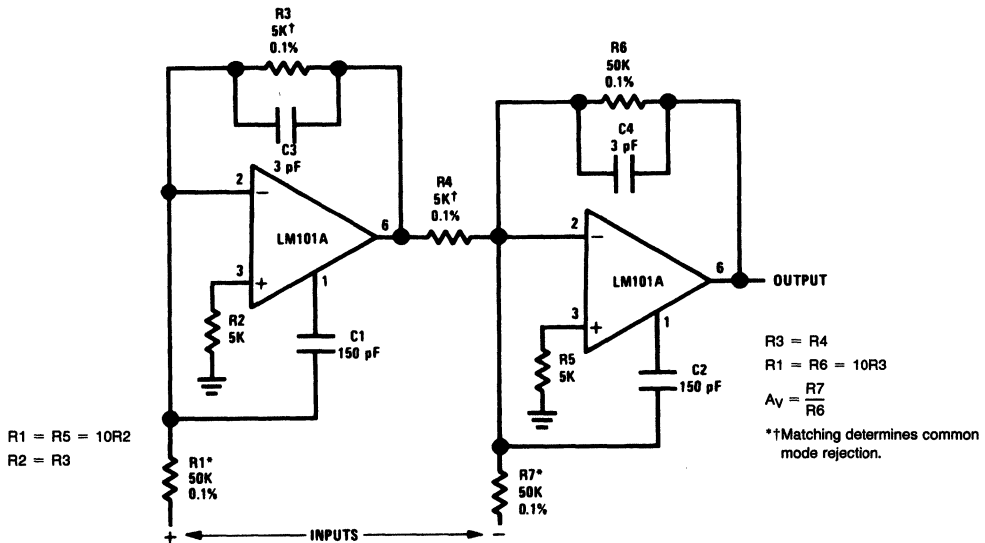 R3
5K†
0.1%
C3
3 pF
2
−
LM101A
6
3
+
1
R2
5K
C1
150 pF
R4
5K†
0.1%
R6
50K
0.1%
C4
3 pF
2
−
LM101A
6
OUTPUT
3
+
1
R5
5K
C2
150 pF
R3 = R4
R1 = R6 = 10R3
AV = R7
R6
*†Matching determines common
mode rejection.
R1 = R5 = 10R2
R2 = R3
R1*
50K
0.1%
R7*
50K
0.1%
+ INPUTS −